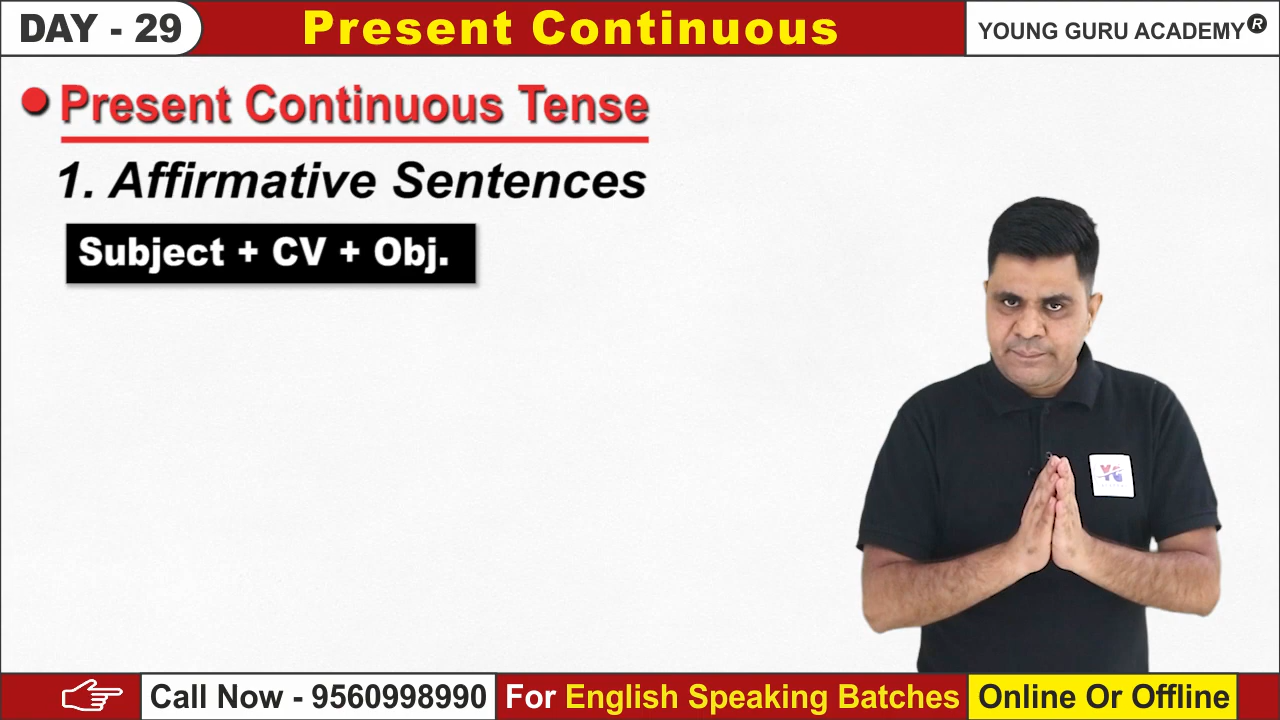 DAY - 29
Present Continuous
YOUNG GURU ACADEMY®
Present Continuous Tense
1. Affirmative Sentences
Subject + CV + Obj.
YG
Call Now - 9560998990
For English Speaking Batches
Online Or Offline